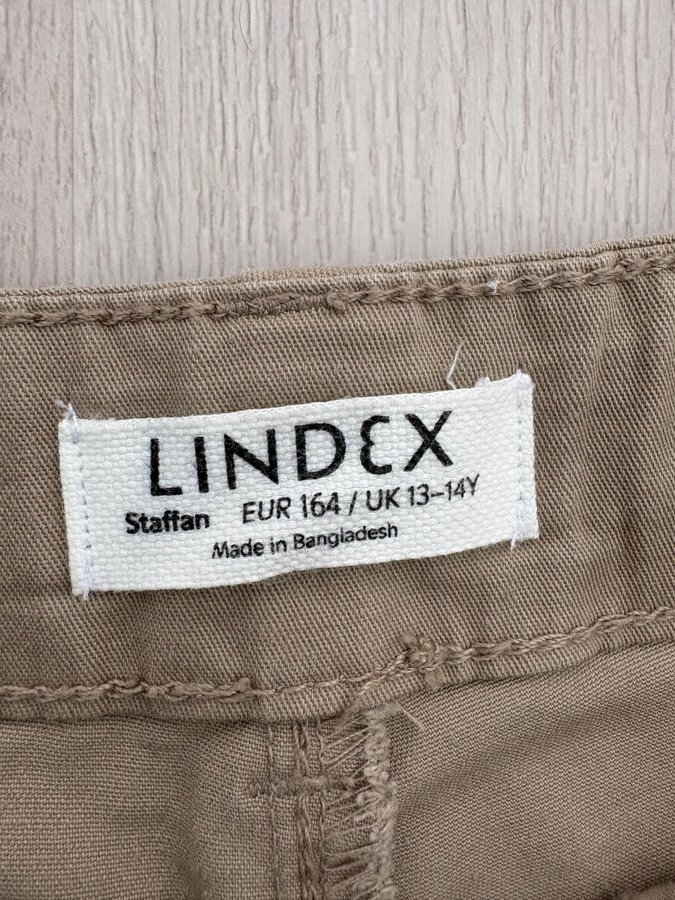 LINDEX
Staffan EUR 164 / UK 13-14Y
Made in Bangladesh